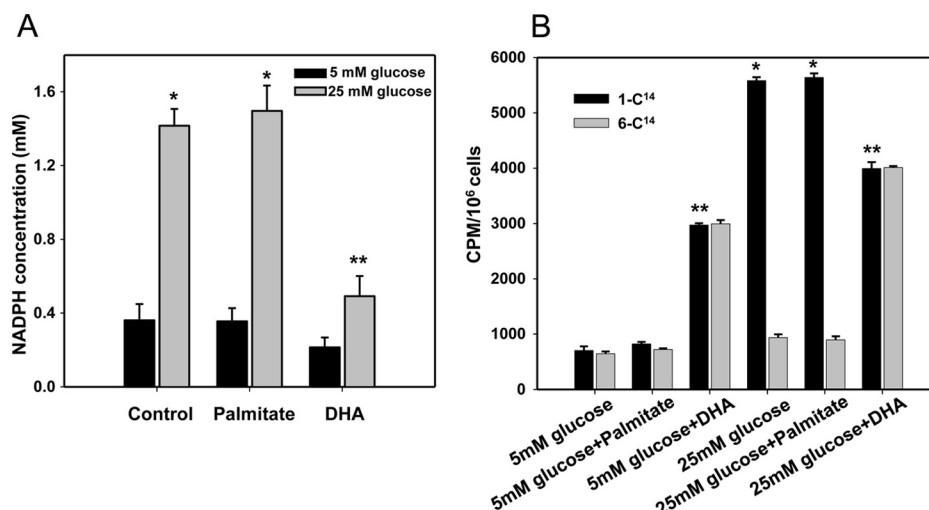 A
NADPH concentration (mM)
1.6
1.2
0.8
0.4
0.0
5 mM glucose
25 mM glucose
*
*
**
Control
Palmitate
DHA
B
CPM/10⁶ cells
6000
5000
4000
3000
2000
1000
0
1-C¹⁴
6-C¹⁴
**
*
*
**
5mM glucose
5mM glucose+Palmitate
5mM glucose+DHA
25mM glucose
25mM glucose+Palmitate
25mM glucose+DHA